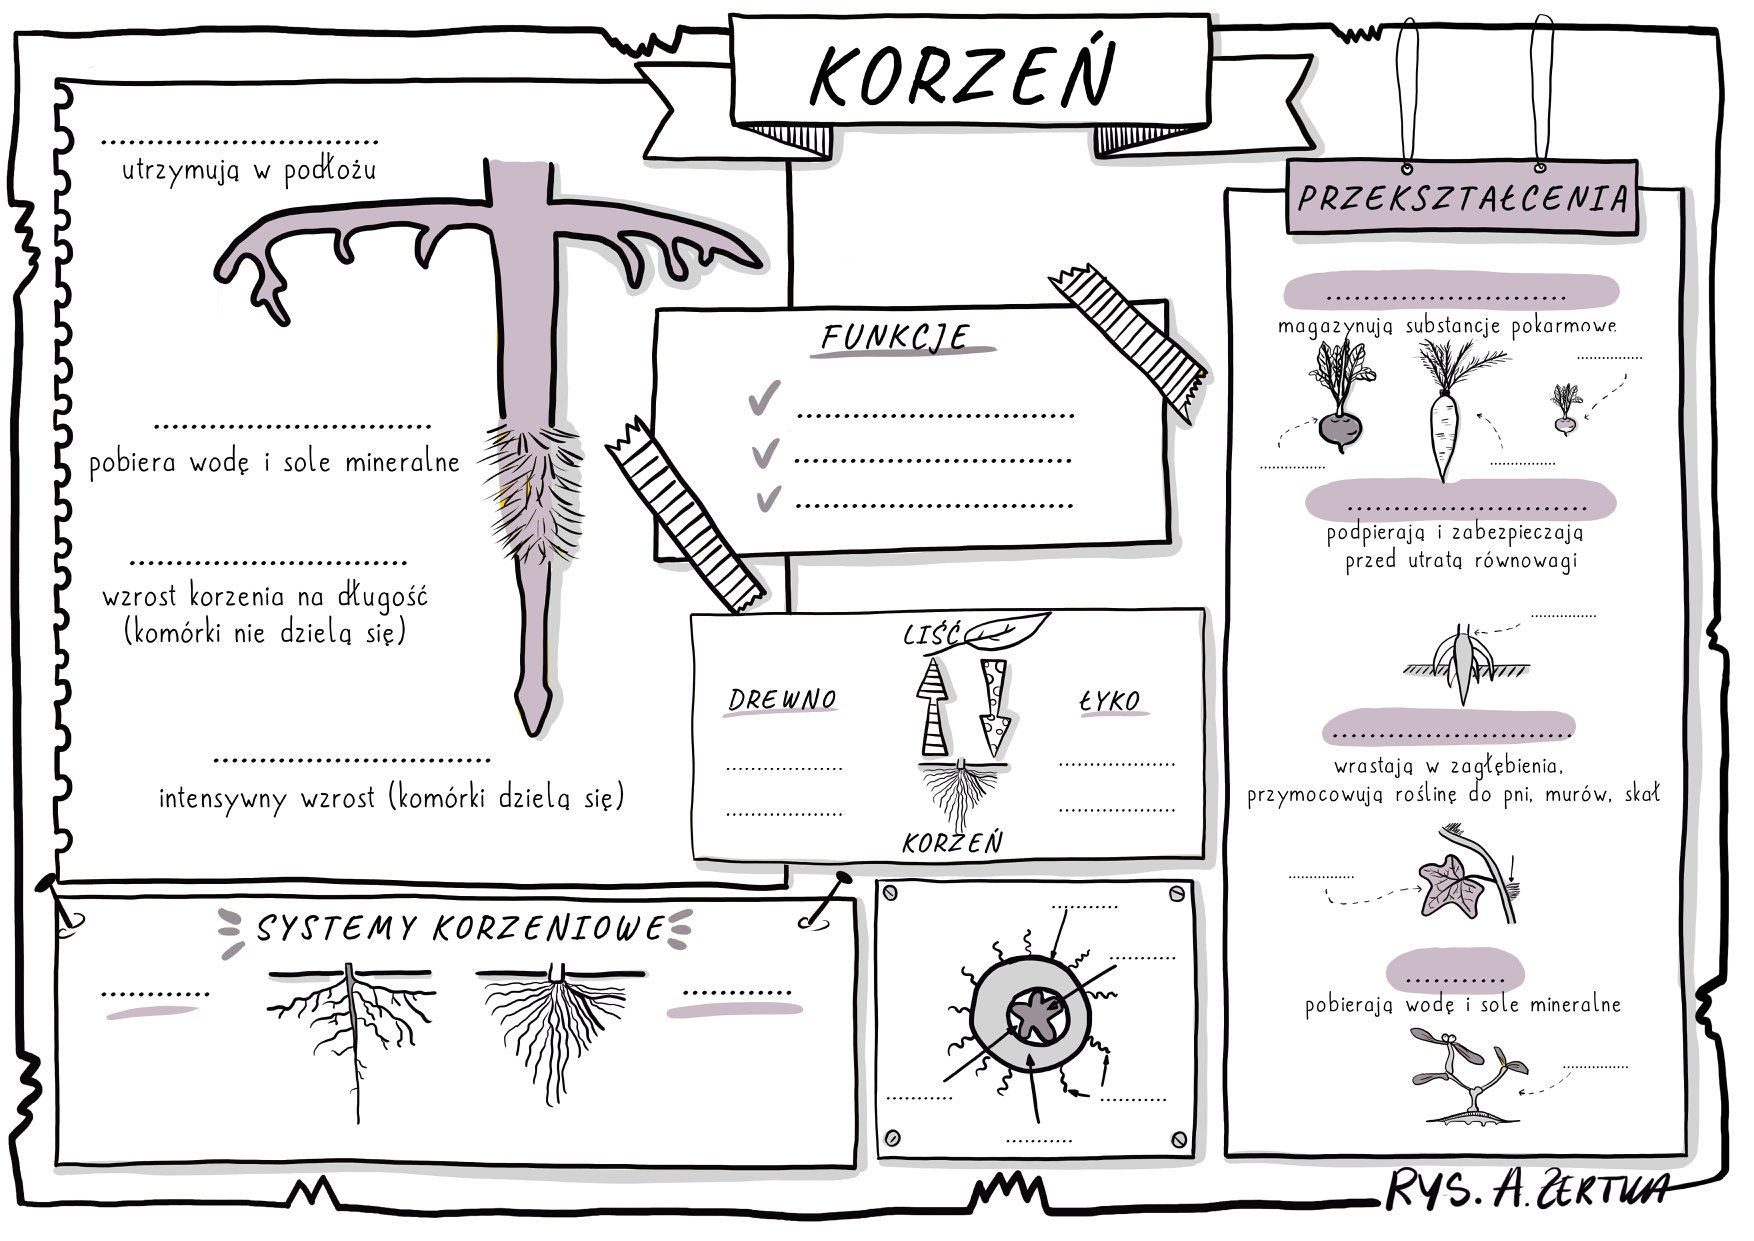 KORZEŃ
utrzymują w podłożu
pobiera wodę i sole mineralne
wzrost korzenia na długość
(komórki nie dzielą się)
intensywny wzrost (komórki dzielą się)
FUNKCJE
LIŚĆ
DREWNO
ŁYKO
KORZEŃ
SYSTEMY KORZENIOWE
PRZEKSZTAŁCENIA
magazynują substancje pokarmowe
podpierają i zabezpieczają
przed utratą równowagi
wrastają w zagłębienia,
przymocowują roślinę do pni, murów, skał
pobierają wodę i sole mineralne
RYS. A. ŻERTKA